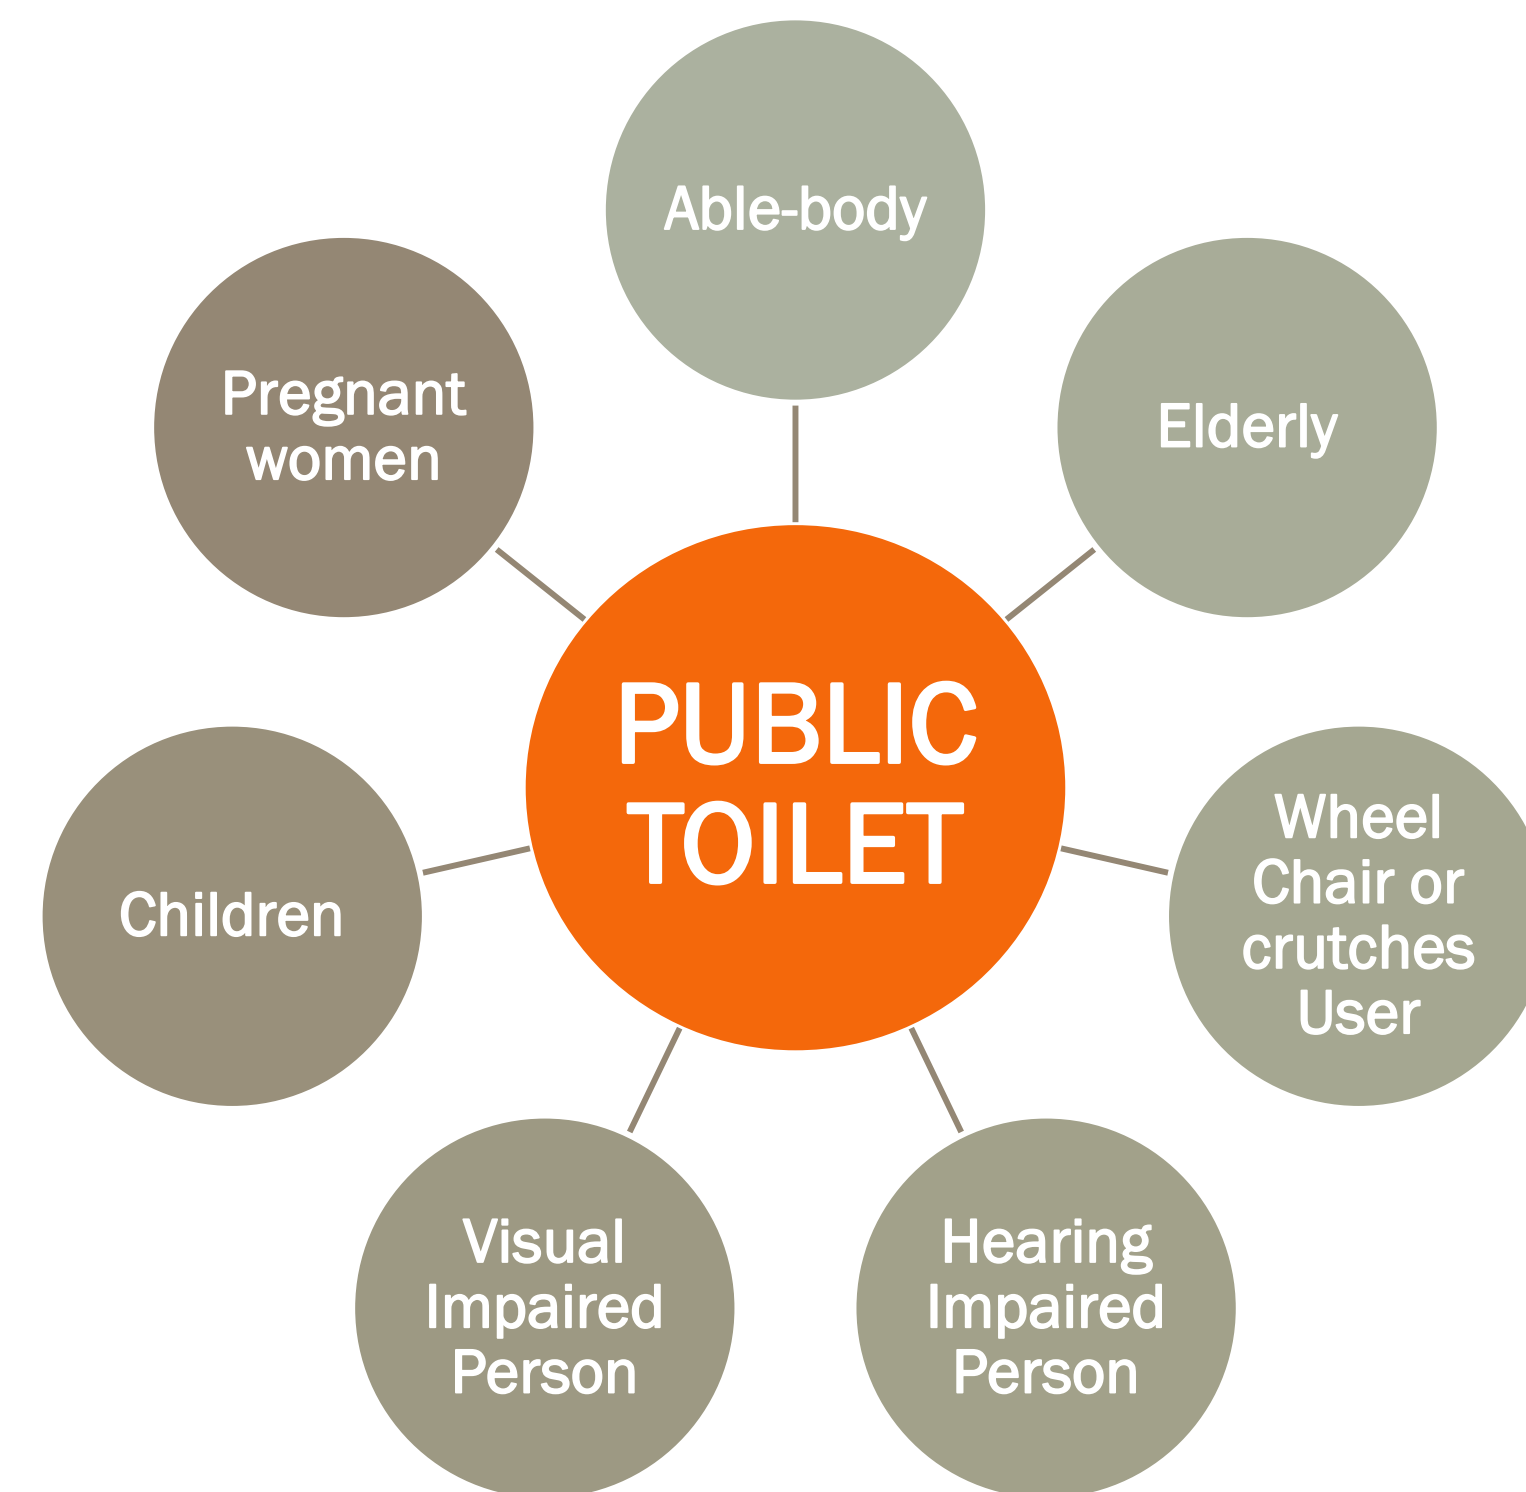 Able-body
Elderly
Wheel
Chair or
crutches
User
Hearing
Impaired
Person
Visual
Impaired
Person
Children
Pregnant
women
PUBLIC
TOILET